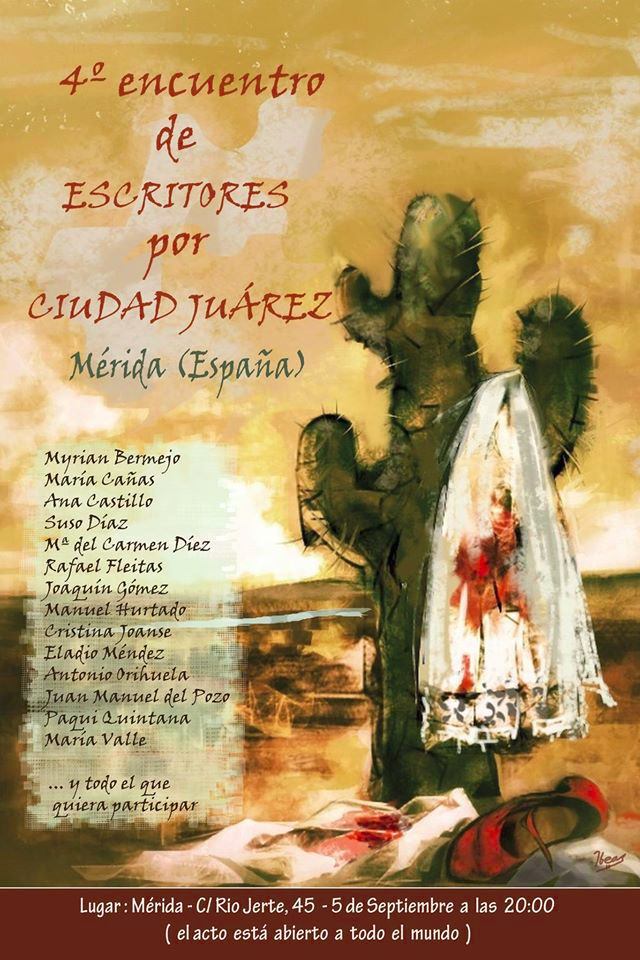 4º encuentro
de
ESCRITORES
por
CIUDAD JUÁREZ
Mérida (España)
Myrian Bermejo
María Cañas
Ana Castillo
Suso Díaz
Mª del Carmen Díez
Rafael Fleitas
Joaquín Gómez
Manuel Hurtado
Cristina Joanse
Eladio Méndez
Antonio Orihuela
Juan Manuel del Pozo
Paqui Quintana
María Valle
... y todo el que
quiera participar
Lugar : Mérida - C/ Rio Jerte, 45 - 5 de Septiembre a las 20:00
( el acto está abierto a todo el mundo )